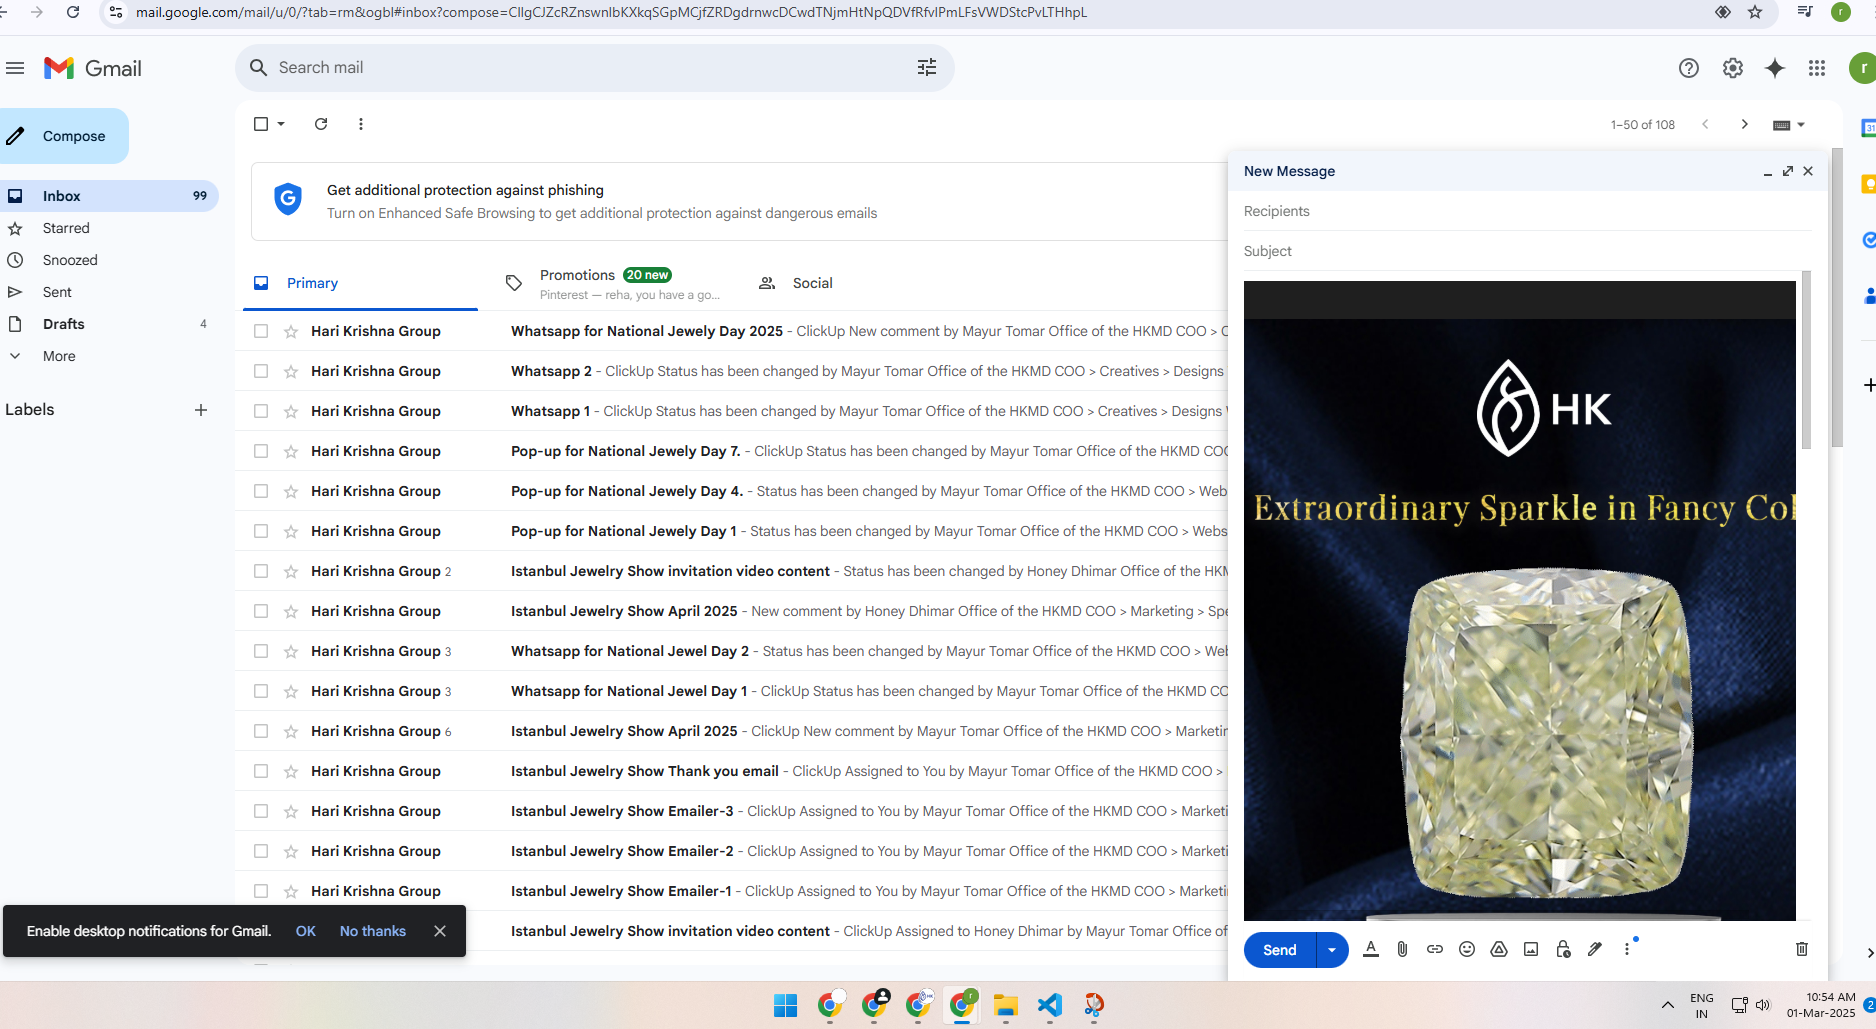 mail.google.com/mail/u/0/?tab=rm&ogbl#inbox?compose=CllgCJZcRZnswnlbKXkqSGpMCjfZRDgdrnwcDCwdTNjmHtNpQDVfRfvlPmLFsVWDStcPvLTHhpL
r
Gmail
Search mail
r
Compose
1–50 of 108
31
Inbox 99
Starred
Snoozed
Sent
Drafts 4
More
Labels
Get additional protection against phishing
Turn on Enhanced Safe Browsing to get additional protection against dangerous emails
Primary
Promotions 20 new
Pinterest — reha, you have a go...
Social
Hari Krishna Group Whatsapp for National Jewely Day 2025 - ClickUp New comment by Mayur Tomar Office of the HKMD COO > C
Hari Krishna Group Whatsapp 2 - ClickUp Status has been changed by Mayur Tomar Office of the HKMD COO > Creatives > Designs
Hari Krishna Group Whatsapp 1 - ClickUp Status has been changed by Mayur Tomar Office of the HKMD COO > Creatives > Designs
Hari Krishna Group Pop-up for National Jewely Day 7. - ClickUp Status has been changed by Mayur Tomar Office of the HKMD COO
Hari Krishna Group Pop-up for National Jewely Day 4. - Status has been changed by Mayur Tomar Office of the HKMD COO > Web
Hari Krishna Group Pop-up for National Jewely Day 1 - Status has been changed by Mayur Tomar Office of the HKMD COO > Webs
Hari Krishna Group 2 Istanbul Jewelry Show invitation video content - Status has been changed by Honey Dhimar Office of the HKM
Hari Krishna Group Istanbul Jewelry Show April 2025 - New comment by Honey Dhimar Office of the HKMD COO > Marketing > Spe
Hari Krishna Group 3 Whatsapp for National Jewel Day 2 - Status has been changed by Mayur Tomar Office of the HKMD COO > Web
Hari Krishna Group 3 Whatsapp for National Jewel Day 1 - ClickUp Status has been changed by Mayur Tomar Office of the HKMD CO
Hari Krishna Group 6 Istanbul Jewelry Show April 2025 - ClickUp New comment by Mayur Tomar Office of the HKMD COO > Marketin
Hari Krishna Group Istanbul Jewelry Show Thank you email - ClickUp Assigned to You by Mayur Tomar Office of the HKMD COO >
Hari Krishna Group Istanbul Jewelry Show Emailer-3 - ClickUp Assigned to You by Mayur Tomar Office of the HKMD COO > Marketi
Hari Krishna Group Istanbul Jewelry Show Emailer-2 - ClickUp Assigned to You by Mayur Tomar Office of the HKMD COO > Marketi
Hari Krishna Group Istanbul Jewelry Show Emailer-1 - ClickUp Assigned to You by Mayur Tomar Office of the HKMD COO > Marketi
Istanbul Jewelry Show invitation video content - ClickUp Assigned to Honey Dhimar by Mayur Tomar Office of
Enable desktop notifications for Gmail. OK No thanks
New Message
Recipients
Subject
HK
Extraordinary Sparkle in Fancy Col
Send
ENG
IN
10:54 AM
01-Mar-2025
2